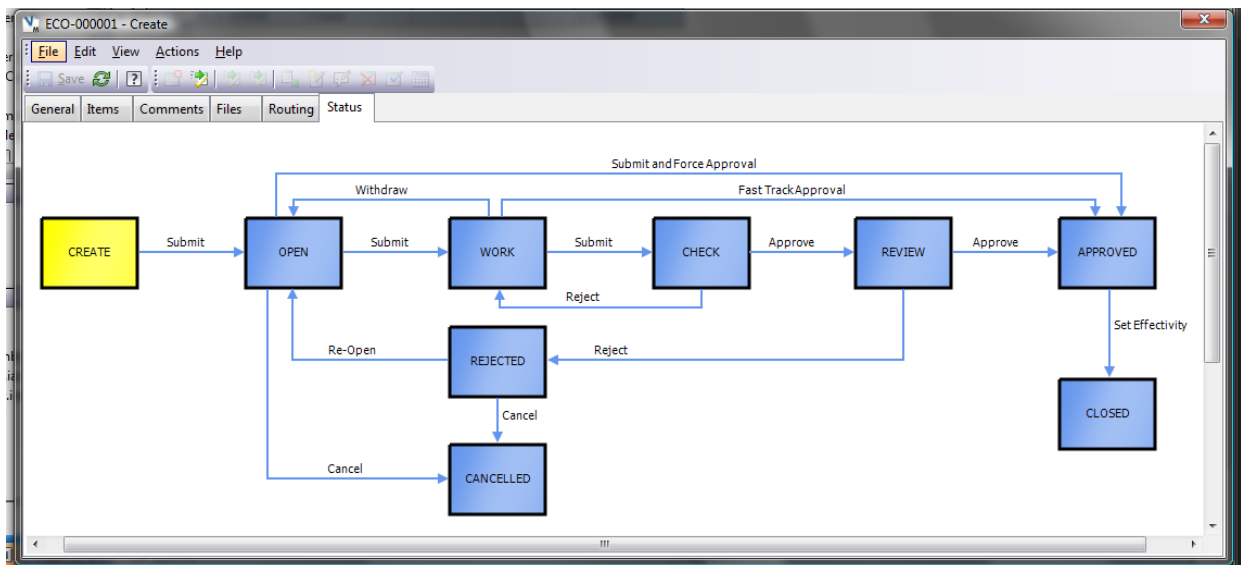 ECO-000001 - Create
File Edit View Actions Help
Save
General Items Comments Files Routing Status
Submit and Force Approval
Withdraw
Fast Track Approval
CREATE
Submit
OPEN
Submit
WORK
Submit
CHECK
Approve
REVIEW
Approve
APPROVED
Reject
Set Effectivity
Re-Open
REJECTED
Reject
CLOSED
Cancel
Cancel
CANCELLED